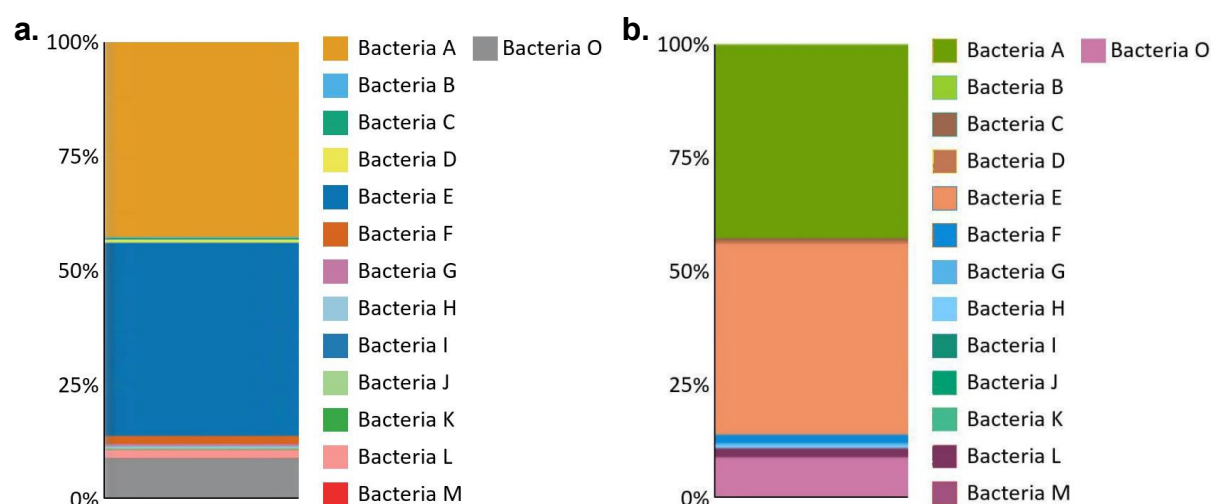 a.
100%
75%
50%
25%
0%
Bacteria A
Bacteria B
Bacteria C
Bacteria D
Bacteria E
Bacteria F
Bacteria G
Bacteria H
Bacteria I
Bacteria J
Bacteria K
Bacteria L
Bacteria M
Bacteria O
b.
100%
75%
50%
25%
0%
Bacteria A
Bacteria B
Bacteria C
Bacteria D
Bacteria E
Bacteria F
Bacteria G
Bacteria H
Bacteria I
Bacteria J
Bacteria K
Bacteria L
Bacteria M
Bacteria O